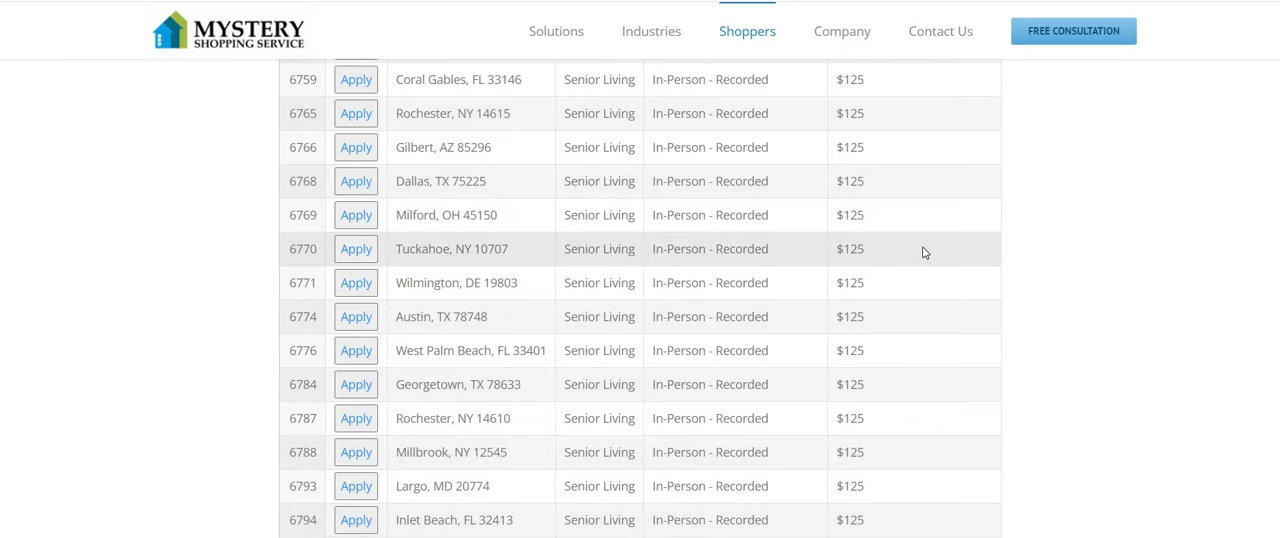 MYSTERY
SHOPPING SERVICE
Solutions Industries Shoppers Company Contact Us FREE CONSULTATION
6759 Apply Coral Gables, FL 33146 Senior Living In-Person - Recorded $125
6765 Apply Rochester, NY 14615 Senior Living In-Person - Recorded $125
6766 Apply Gilbert, AZ 85296 Senior Living In-Person - Recorded $125
6768 Apply Dallas, TX 75225 Senior Living In-Person - Recorded $125
6769 Apply Milford, OH 45150 Senior Living In-Person - Recorded $125
6770 Apply Tuckahoe, NY 10707 Senior Living In-Person - Recorded $125
6771 Apply Wilmington, DE 19803 Senior Living In-Person - Recorded $125
6774 Apply Austin, TX 78748 Senior Living In-Person - Recorded $125
6776 Apply West Palm Beach, FL 33401 Senior Living In-Person - Recorded $125
6784 Apply Georgetown, TX 78633 Senior Living In-Person - Recorded $125
6787 Apply Rochester, NY 14610 Senior Living In-Person - Recorded $125
6788 Apply Millbrook, NY 12545 Senior Living In-Person - Recorded $125
6793 Apply Largo, MD 20774 Senior Living In-Person - Recorded $125
6794 Apply Inlet Beach, FL 32413 Senior Living In-Person - Recorded $125